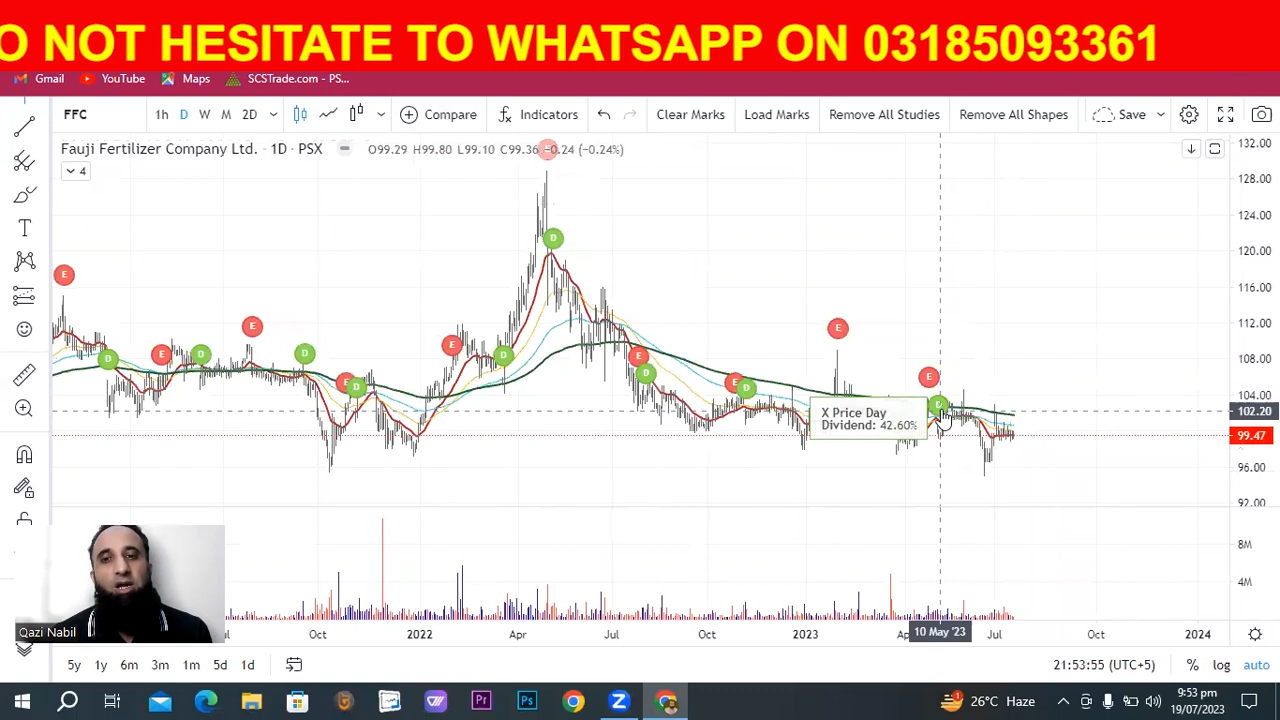 O NOT HESITATE TO WHATSAPP ON 03185093361
Gmail YouTube Maps SCSTrade.com - PS...
FFC 1h D W M 2D Compare Indicators Clear Marks Load Marks Remove All Studies Remove All Shapes Save
Fauji Fertilizer Company Ltd. · 1D · PSX O99.29 H99.80 L99.10 C99.36 −0.24 (−0.24%)
4
132.00
128.00
124.00
120.00
116.00
112.00
108.00
104.00
102.20
99.47
96.00
92.00
8M
4M
E
E
D
E
D
E
D
E
D
E
D
E
D
E
D
E
E
D
X Price Day
Dividend: 42.60%
Qazi Nabil
Oct 2022 Apr Jul Oct 2023 10 May '23 Jul Oct 2024
5y 1y 6m 3m 1m 5d 1d 21:53:55 (UTC+5) % log auto
26°C Haze 9:53 pm
19/07/2023